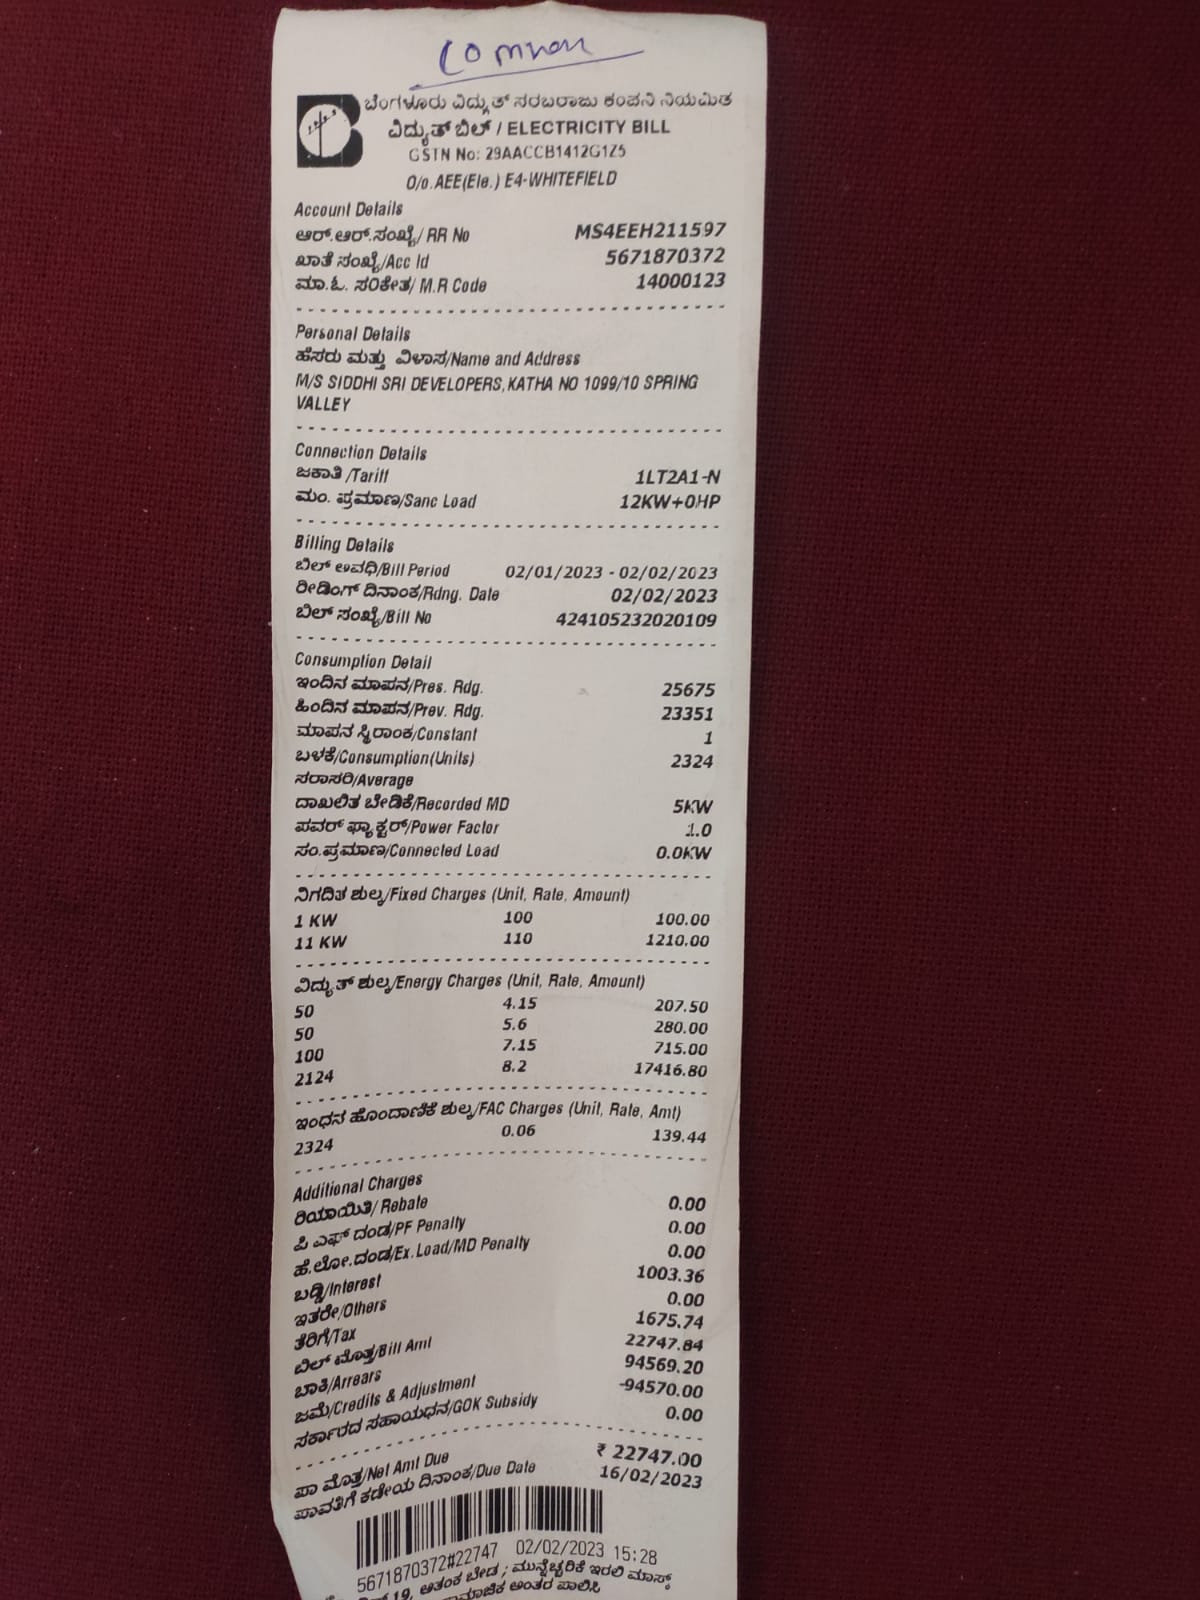 Common
ಬೆಂಗಳೂರು ವಿದ್ಯುತ್ ಸರಬರಾಜು ಕಂಪನಿ ನಿಯಮಿತ
ವಿದ್ಯುತ್ ಬಿಲ್ / ELECTRICITY BILL
GSTN No: 29AACCB1412G1Z5
O/o.AEE(Ele.) E4-WHITEFIELD
Account Details
ಆರ್.ಆರ್.ಸಂಖ್ಯೆ/ RR No MS4EEH211597
ಖಾತೆ ಸಂಖ್ಯೆ/Acc Id 5671870372
ಮಾ.ಓ. ಸಂಕೇತ/ M.R Code 14000123
Personal Details
ಹೆಸರು ಮತ್ತು ವಿಳಾಸ/Name and Address
M/S SIDDHI SRI DEVELOPERS,KATHA NO 1099/10 SPRING
VALLEY
Connection Details
ಜಕಾತಿ /Tariff 1LT2A1-N
ಮಂ. ಪ್ರಮಾಣ/Sanc Load 12KW+0HP
Billing Details
ಬಿಲ್ ಅವಧಿ/Bill Period 02/01/2023 - 02/02/2023
ರೀಡಿಂಗ್ ದಿನಾಂಕ/Rdng. Date 02/02/2023
ಬಿಲ್ ಸಂಖ್ಯೆ/Bill No 424105232020109
Consumption Detail
ಇಂದಿನ ಮಾಪನ/Pres. Rdg. 25675
ಹಿಂದಿನ ಮಾಪನ/Prev. Rdg. 23351
ಮಾಪನ ಸ್ಥಿರಾಂಕ/Constant 1
ಬಳಕೆ/Consumption(Units) 2324
ಸರಾಸರಿ/Average
ದಾಖಲಿತ ಬೇಡಿಕೆ/Recorded MD 5KW
ಪವರ್ ಫ್ಯಾಕ್ಟರ್/Power Factor 1.0
ಸಂ.ಪ್ರಮಾಣ/Connected Load 0.0KW
ನಿಗದಿತ ಶುಲ್ಕ/Fixed Charges (Unit, Rate, Amount)
1 KW 100 100.00
11 KW 110 1210.00
ವಿದ್ಯುತ್ ಶುಲ್ಕ/Energy Charges (Unit, Rate, Amount)
50 4.15 207.50
50 5.6 280.00
100 7.15 715.00
2124 8.2 17416.80
ಇಂಧನ ಹೊಂದಾಣಿಕೆ ಶುಲ್ಕ/FAC Charges (Unit, Rate, Amt)
2324 0.06 139.44
Additional Charges
ರಿಯಾಯಿತಿ/ Rebate 0.00
ಪಿ ಎಫ್ ದಂಡ/PF Penalty 0.00
ಹೆ.ಲೋ.ದಂಡ/Ex.Load/MD Penalty 0.00
ಬಡ್ಡಿ/Interest 1003.36
ಇತರೇ/Others 0.00
ತೆರಿಗೆ/Tax 1675.74
ಬಿಲ್ ಮೊತ್ತ/Bill Amt 22747.84
ಬಾಕಿ/Arrears 94569.20
ಜಮೆ/Credits & Adjustment -94570.00
ಸರ್ಕಾರದ ಸಹಾಯಧನ/GOK Subsidy 0.00
ಪಾ ಮೊತ್ತ/Net Amt Due ₹ 22747.00
ಪಾವತಿಗೆ ಕಡೇಯ ದಿನಾಂಕ/Due Date 16/02/2023
5671870372#22747 02/02/2023 15:28
19, ಆತಂಕ ಬೇಡ ; ಮುನ್ನೆಚ್ಚರಿಕೆ ಇರಲಿ ಮಾಸ್ಕ್
ಅಂತರ ಪಾಲಿಸಿ